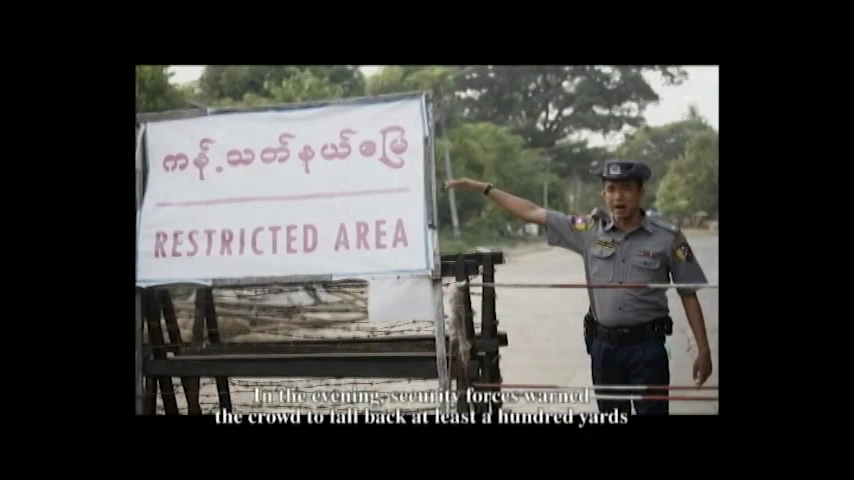 ကန့်.သတ်နယ်မြေ
RESTRICTED AREA
In the evening, security forces warned
the crowd to fall back at least a hundred yards